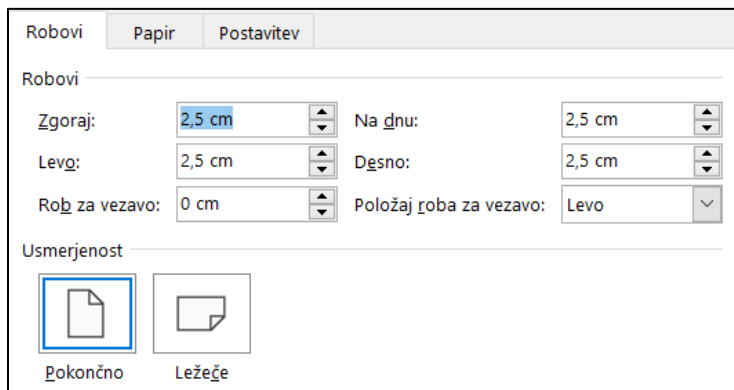 Robovi Papir Postavitev
Robovi
Zgoraj: 2,5 cm Na dnu: 2,5 cm
Levo: 2,5 cm Desno: 2,5 cm
Rob za vezavo: 0 cm Položaj roba za vezavo: Levo
Usmerjenost
Pokončno Ležeče